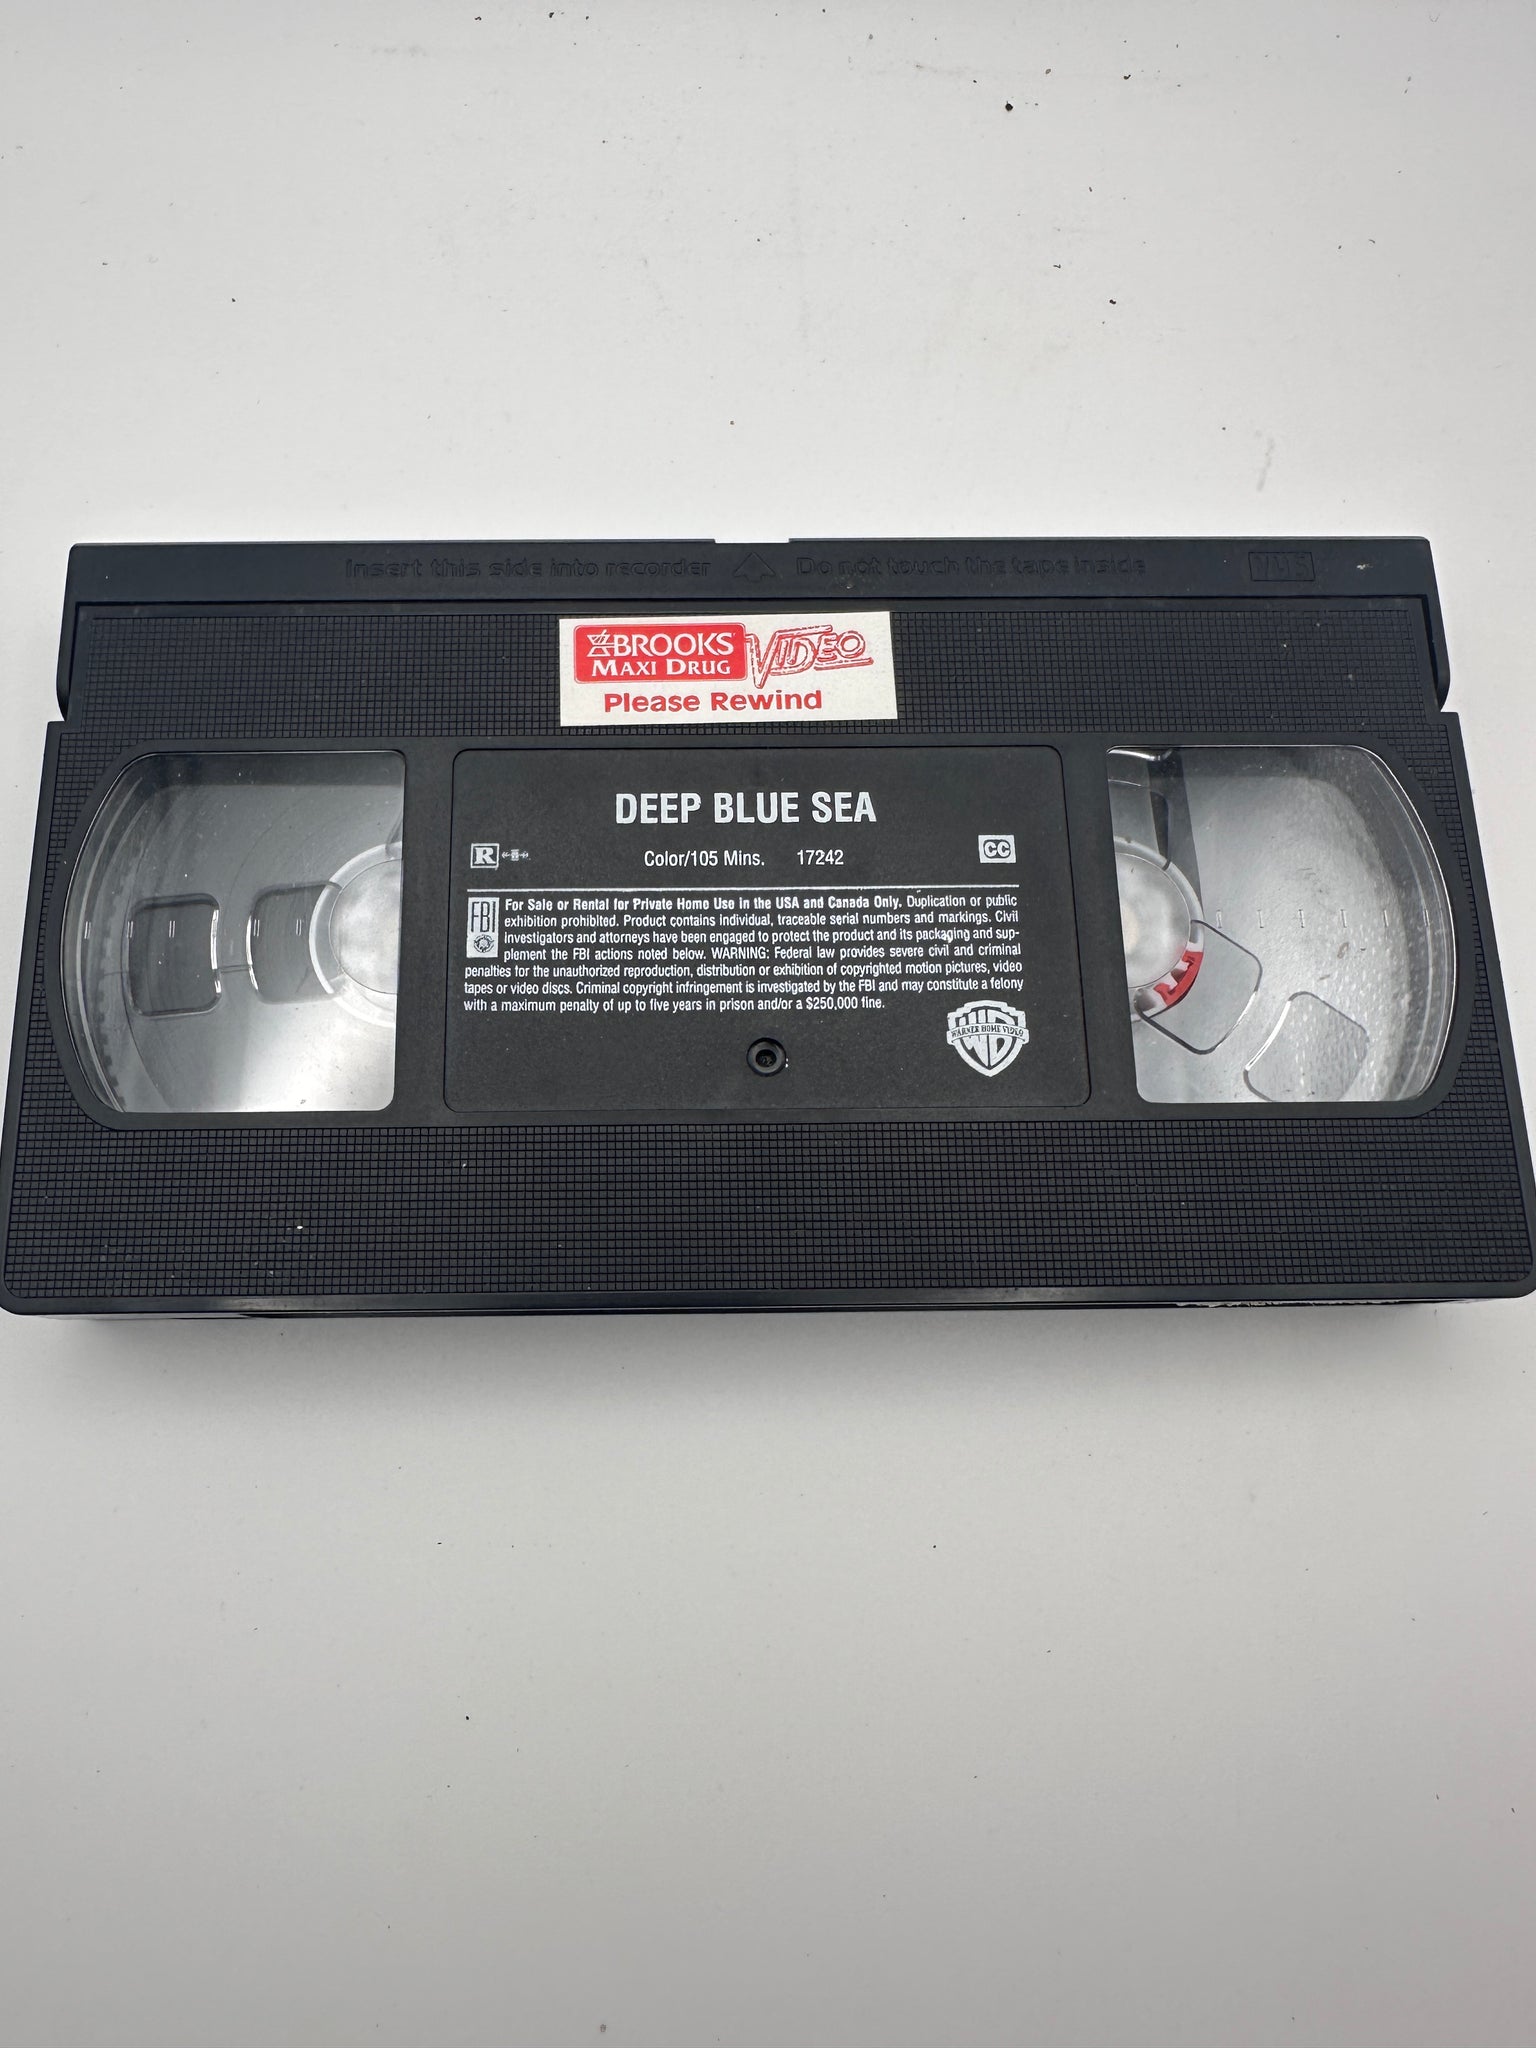 Insert this side into recorder Do not touch the tape inside VHS
BROOKS VIDEO
MAXI DRUG
Please Rewind
DEEP BLUE SEA
R Color/105 Mins. 17242 CC
FBI For Sale or Rental for Private Home Use in the USA and Canada Only. Duplication or public
exhibition prohibited. Product contains individual, traceable serial numbers and markings. Civil
investigators and attorneys have been engaged to protect the product and its packaging and sup-
plement the FBI actions noted below. WARNING: Federal law provides severe civil and criminal
penalties for the unauthorized reproduction, distribution or exhibition of copyrighted motion pictures, video
tapes or video discs. Criminal copyright infringement is investigated by the FBI and may constitute a felony
with a maximum penalty of up to five years in prison and/or a $250,000 fine.
WARNER HOME VIDEO
WB